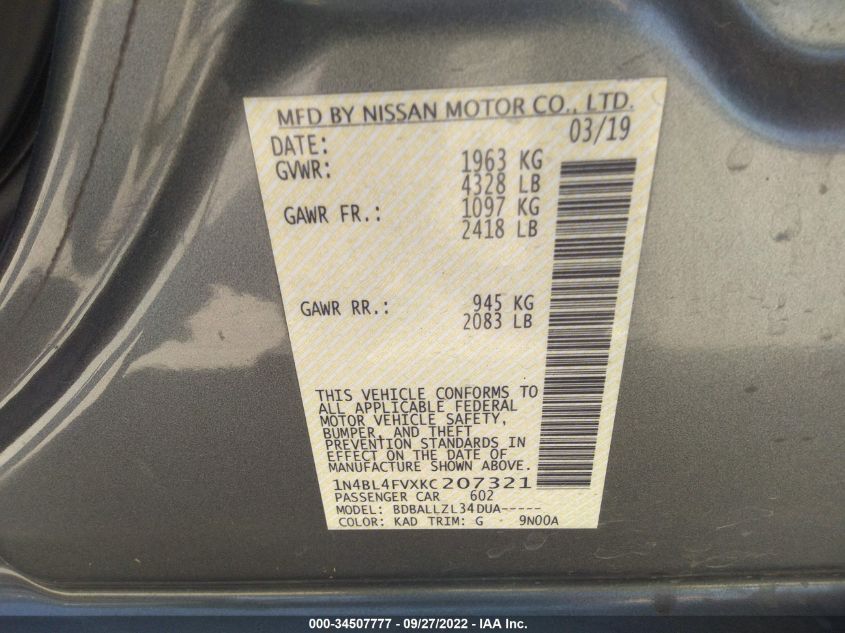 MFD BY NISSAN MOTOR CO., LTD.
DATE: 03/19
GVWR: 1963 KG
4328 LB
GAWR FR.: 1097 KG
2418 LB
GAWR RR.: 945 KG
2083 LB
THIS VEHICLE CONFORMS TO
ALL APPLICABLE FEDERAL
MOTOR VEHICLE SAFETY,
BUMPER, AND THEFT
PREVENTION STANDARDS IN
EFFECT ON THE DATE OF
MANUFACTURE SHOWN ABOVE.
1N4BL4FVXKC207321
PASSENGER CAR 602
MODEL: BDBALLZL34DUA-----
COLOR: KAD TRIM: G 9N00A
000-34507777 - 09/27/2022 - IAA Inc.